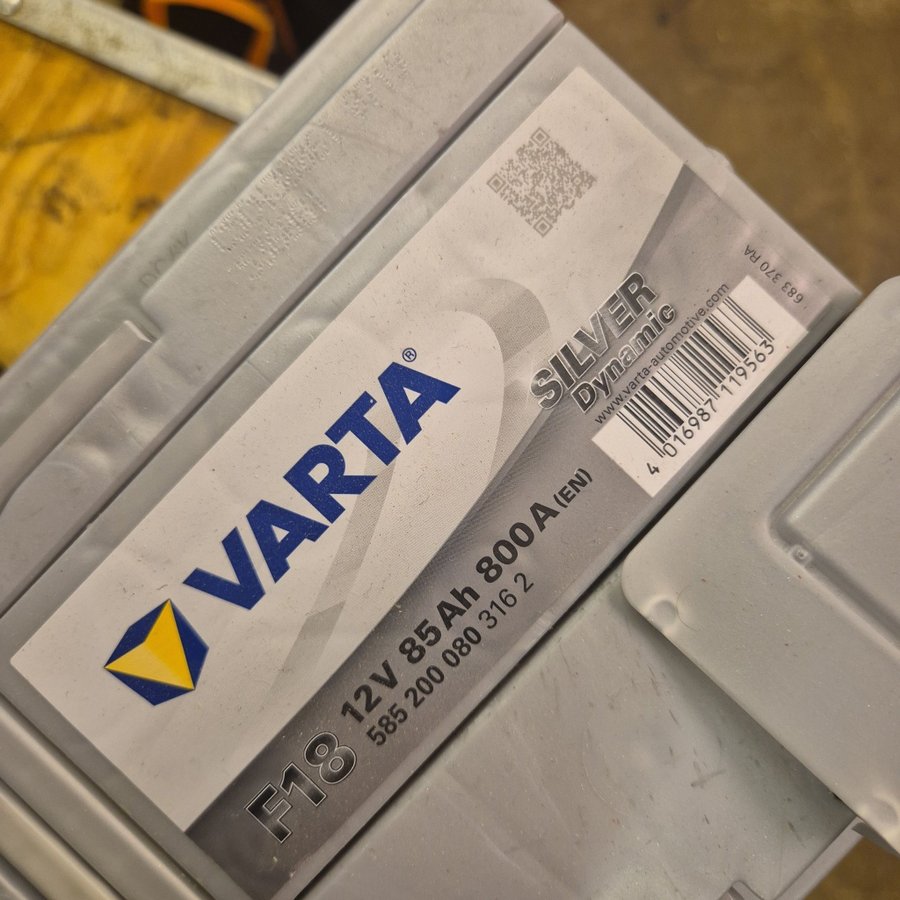 VARTA®
SILVER
Dynamic
www.varta-automotive.com
683 370 RA
4 016987 119563
F18
12V 85Ah 800A (EN)
585 200 080 316 2